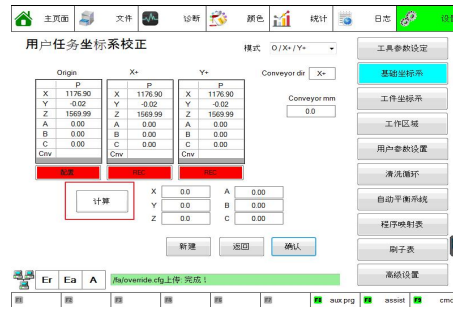 主页面 文件 诊断 颜色 统计 日志
用户任务坐标系校正
模式 O/X+/Y+
Conveyor dir X+
Conveyor mm
0.0
Origin X+ Y+
P P P
X 1176.90 X 1176.90 X 1176.90
Y -0.02 Y -0.02 Y -0.02
Z 1569.99 Z 1569.99 Z 1569.99
A 0.00 A 0.00 A 0.00
B 0.00 B 0.00 B 0.00
C 0.00 C 0.00 C 0.00
Cnv Cnv Cnv
REC REC
计算
X 0.0 A 0.00
Y 0.0 B 0.00
Z 0.0 C 0.00
新建 返回 确认
工具参数设定
基础坐标系
工件坐标系
工作区域
用户参数设置
清洗循环
自动平衡系统
程序映射表
刷子表
高级设置
Er Ea A /fa/override.cfg上传: 完成!
F1 F2 F3 F4 F5 F6 F7 F8 aux prg F9 assist